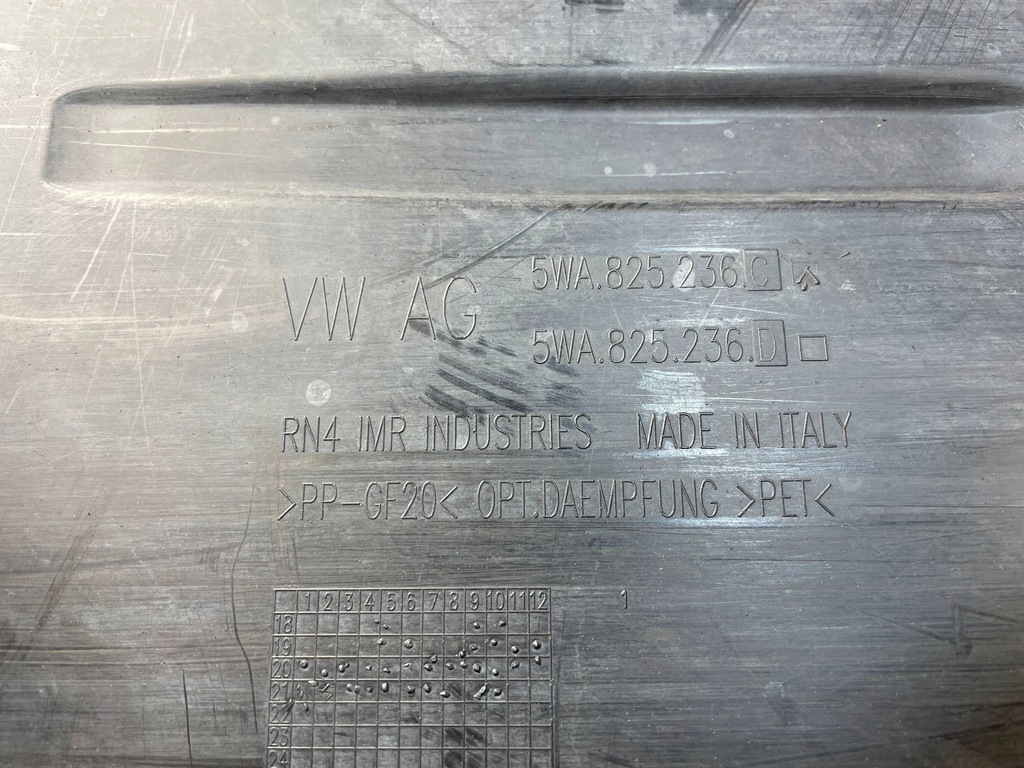 VW AG
5WA.825.236.C
5WA.825.236.D
RN4 IMR INDUSTRIES MADE IN ITALY
>PP-GF20< OPT.DAEMPFUNG >PET<
1 2 3 4 5 6 7 8 9 10 11 12
1
18
19
20
21
22
23
24